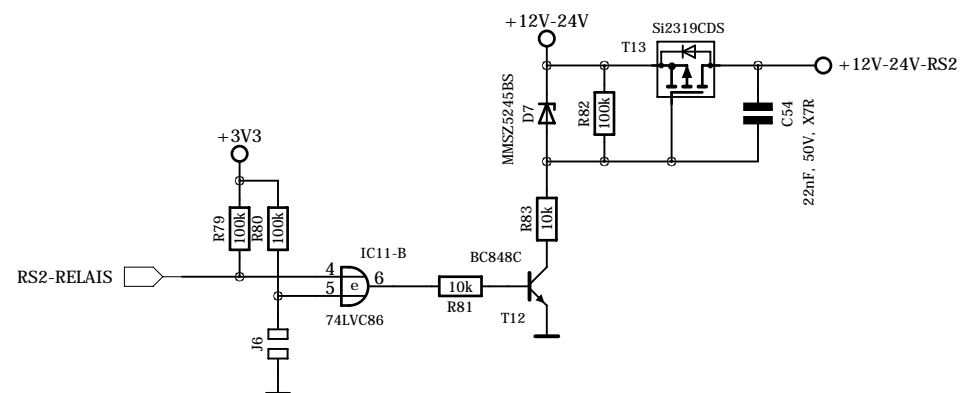 +12V-24V
Si2319CDS
T13
+12V-24V-RS2
MMSZ5245BS
D7
R82
100k
C54
22nF, 50V, X7R
+3V3
R79
100k
R80
100k
R83
10k
IC11-B
BC848C
RS2-RELAIS
4
5
e
6
10k
R81
74LVC86
T12
J6